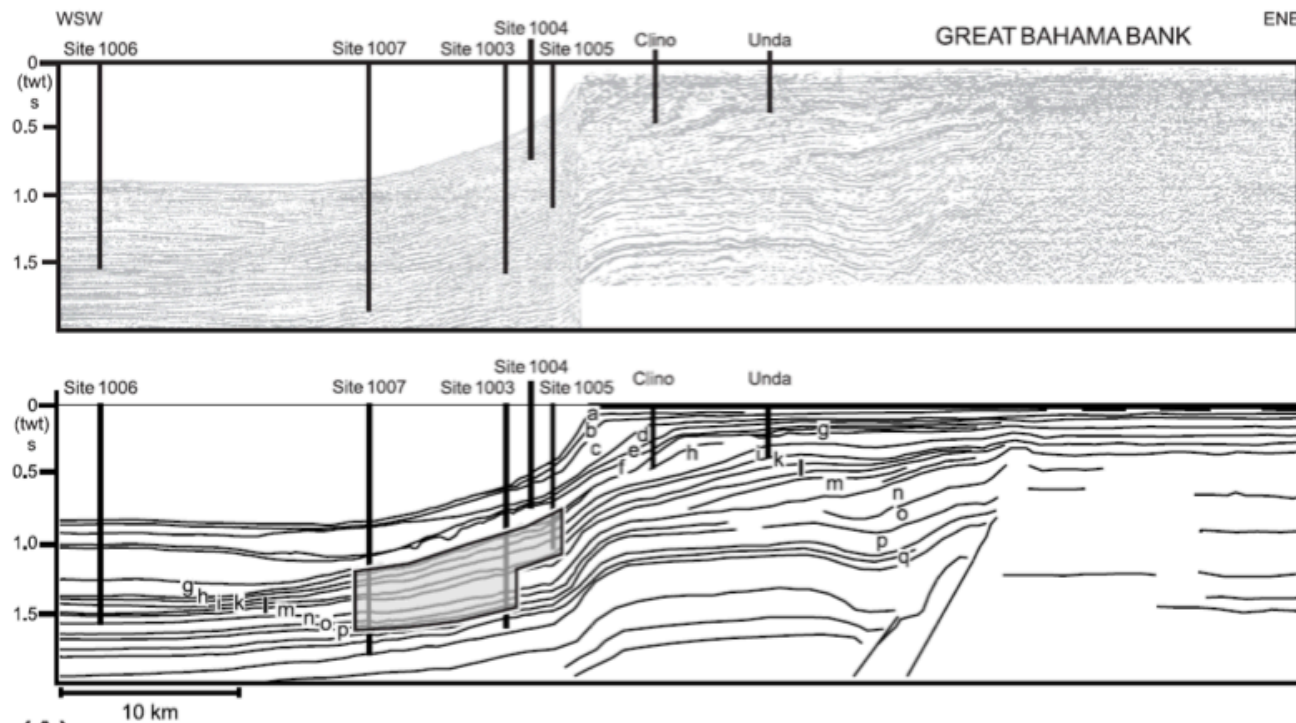 WSW
ENE
Site 1004
Site 1006
Site 1007
Site 1003
Site 1005
Clino
Unda
GREAT BAHAMA BANK
0
(twt)
s
0.5
1.0
1.5
Site 1004
Site 1006
Site 1007
Site 1003
Site 1005
Clino
Unda
0
(twt)
s
0.5
1.0
1.5
a
b
c
d
e
f
g
h
i
k
l
m
n
o
p
q
g
h
i
k
l
m
n
o
p
10 km